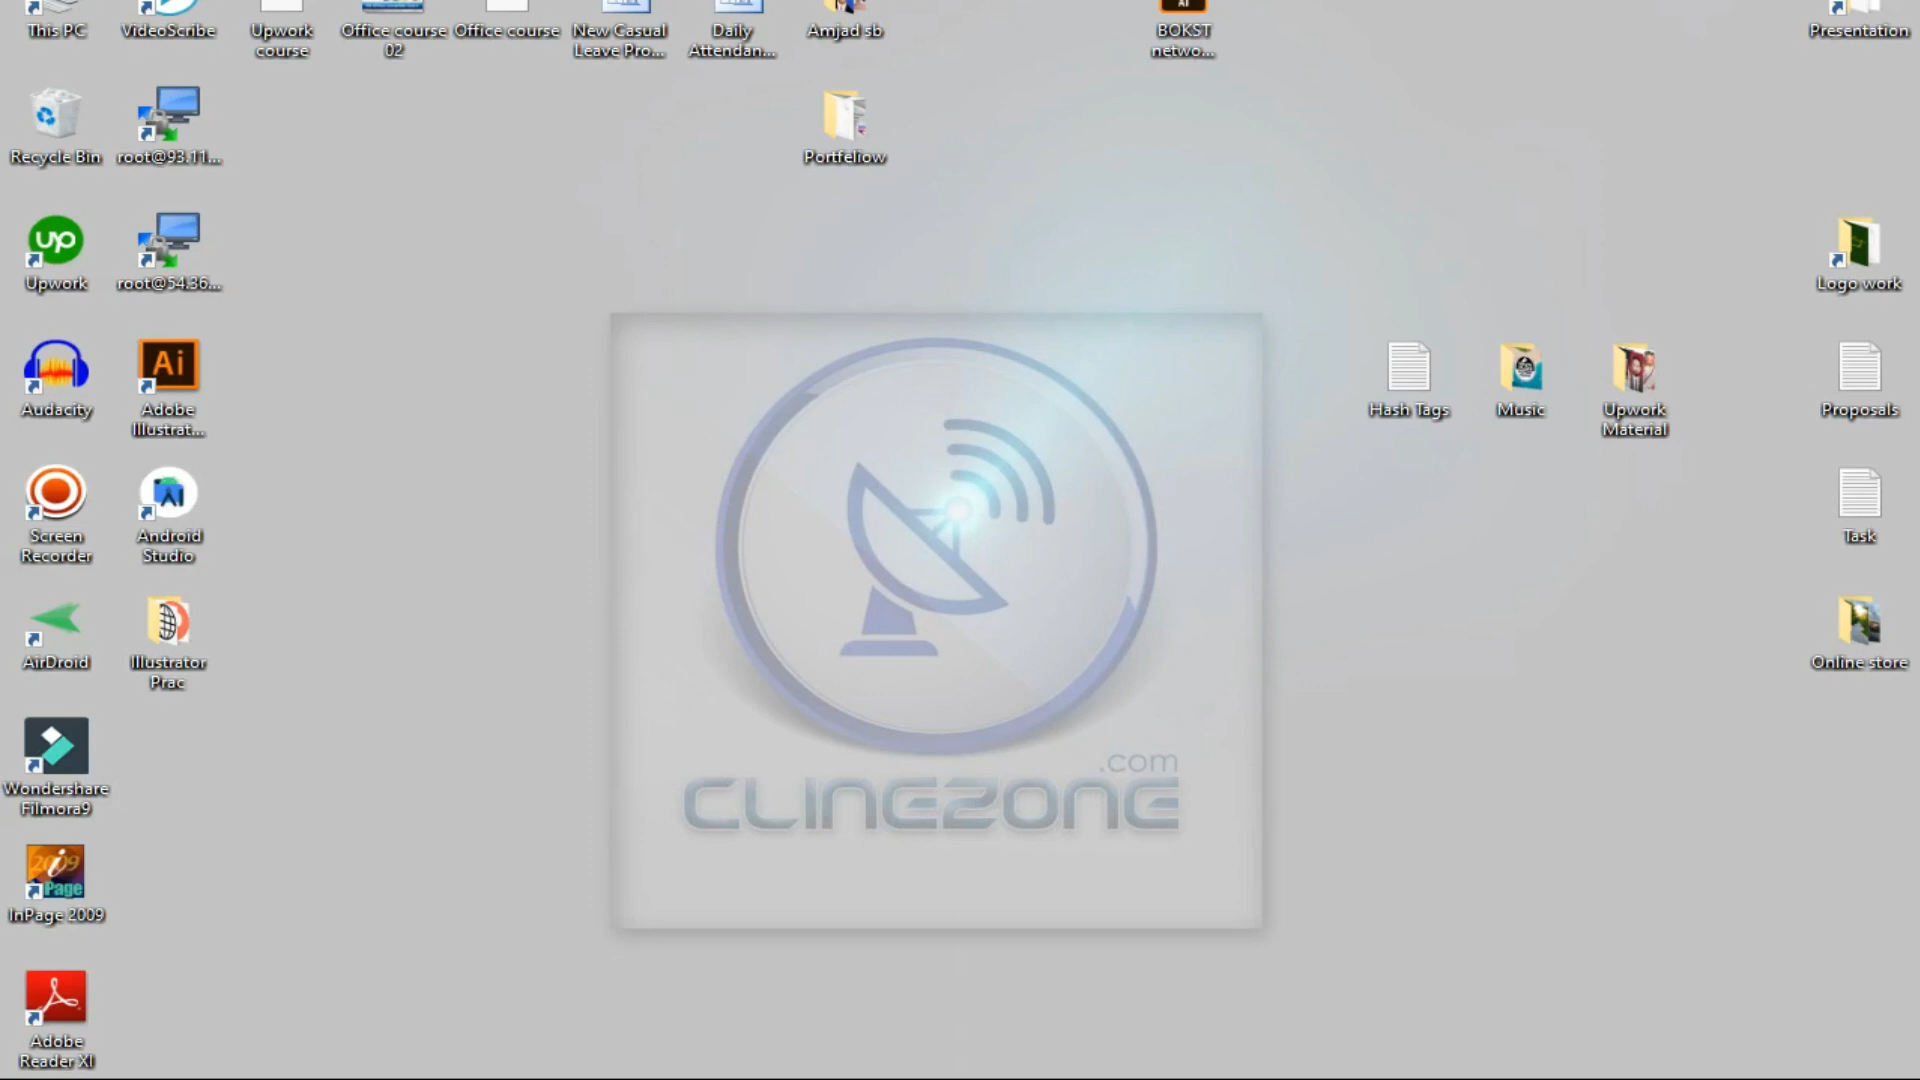 This PC
VideoScribe
Upwork
course
Office course
02
Office course
New Casual
Leave Pro...
Daily
Attendan...
Amjad sb
BOKST
netwo...
Presentation
Recycle Bin
root@93.11...
Portfeliow
Upwork
root@54.36...
Logo work
Audacity
Ai
Adobe
Illustrat...
Hash Tags
Music
Upwork
Material
Proposals
Screen
Recorder
Android
Studio
Task
AirDroid
Illustrator
Prac
Online store
Wondershare
Filmora9
.com
CLINEZONE
2009
i
Page
InPage 2009
Adobe
Reader XI